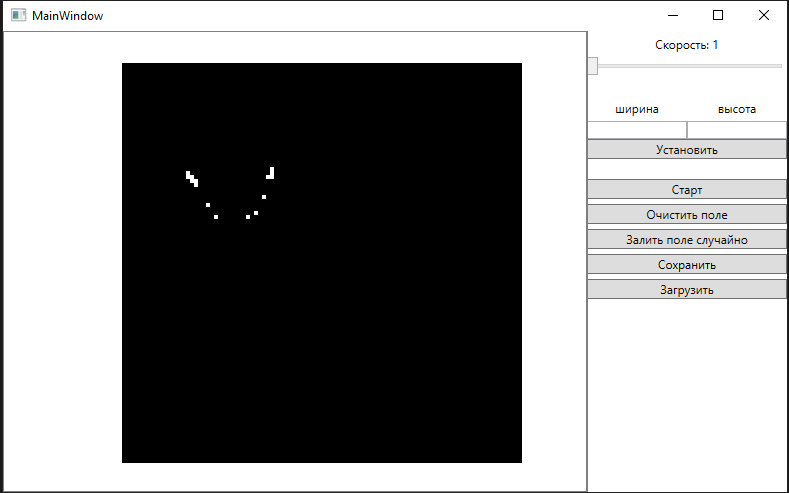 MainWindow
Скорость: 1
ширина высота
Установить
Старт
Очистить поле
Залить поле случайно
Сохранить
Загрузить